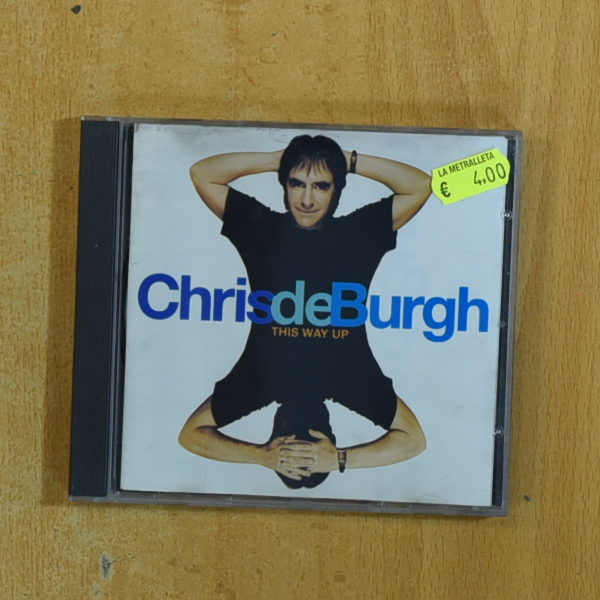 LA METRALLETA
€ 4,00
ChrisdeBurgh
THIS WAY UP